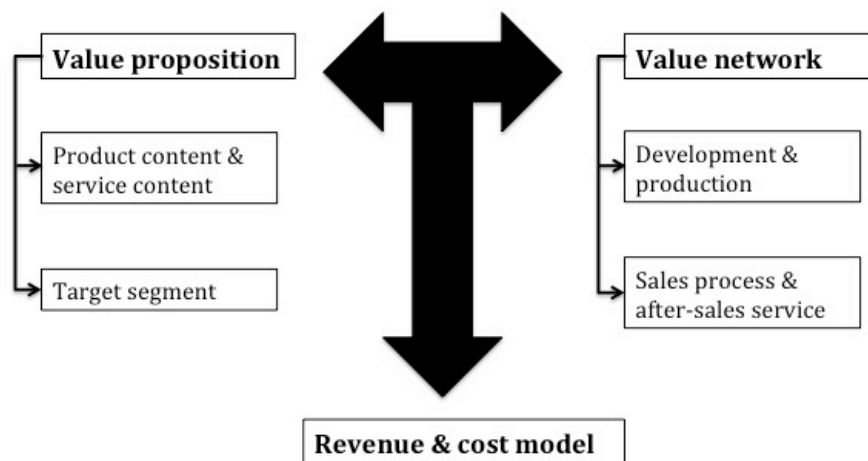 Value proposition
Product content &
service content
Target segment
Value network
Development &
production
Sales process &
after-sales service
Revenue & cost model